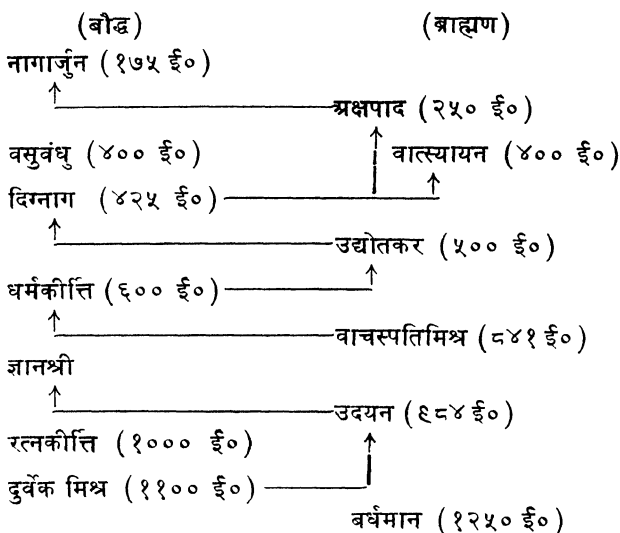 (बौद्ध) (ब्राह्मण)
नागार्जुन (१७५ ई०)
अक्षपाद (२५० ई०)
वसुवंधु (४०० ई०) वात्स्यायन (४०० ई०)
दिग्नाग (४२५ ई०)
उद्योतकर (५०० ई०)
धर्मकीर्त्ति (६०० ई०)
वाचस्पतिमिश्र (८४१ ई०)
ज्ञानश्री
उदयन (९८४ ई०)
रत्नकीर्त्ति (१००० ई०)
दुर्वेक मिश्र (११०० ई०)
बर्धमान (१२५० ई०)